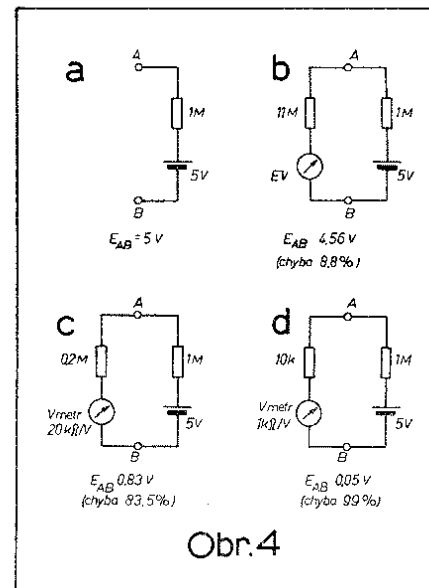 a
A
1M
5V
B
E_AB = 5 V
b
A
11M
1M
EV
5V
B
E_AB 4,56 V
(chyba 8,8%)
c
A
0,2M
1M
Vmetr
20kΩ/V
5V
B
E_AB 0,83 V
(chyba 83,5%)
d
A
10k
1M
Vmetr
1kΩ/V
5V
B
E_AB 0,05 V
(chyba 99%)
Obr.4